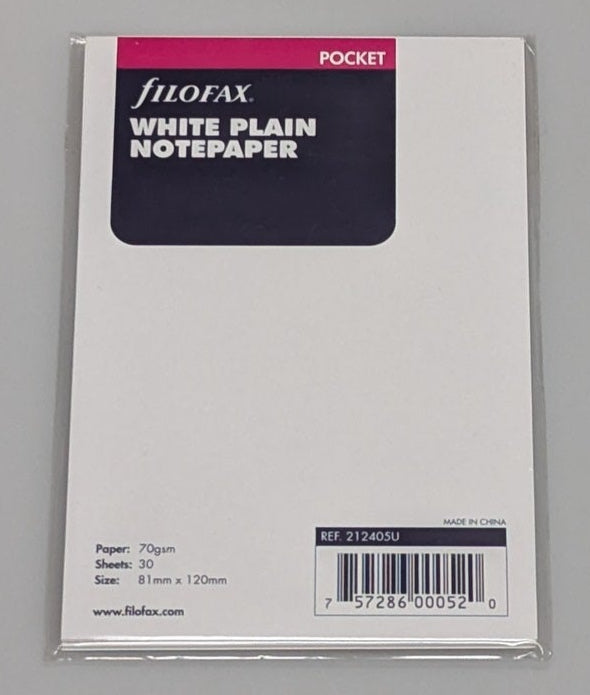 POCKET
filofax.
WHITE PLAIN
NOTEPAPER
MADE IN CHINA
REF. 212405U
Paper: 70gsm
Sheets: 30
Size: 81mm x 120mm
www.filofax.com
7 57286 00052 0